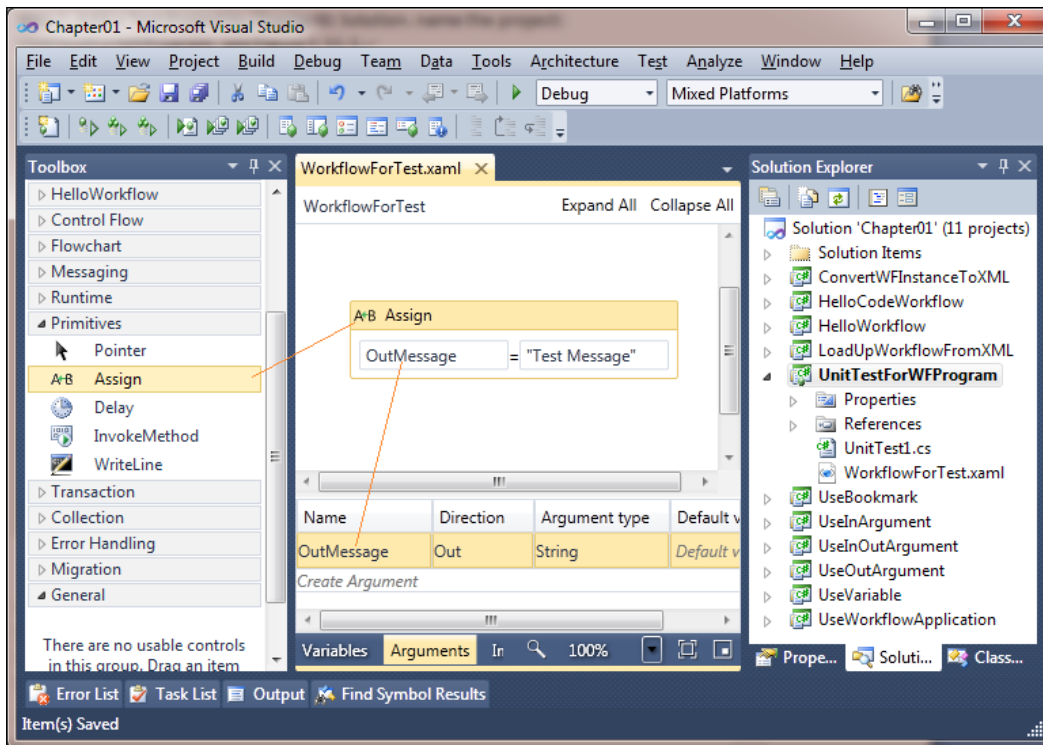 Chapter01 - Microsoft Visual Studio
File Edit View Project Build Debug Team Data Tools Architecture Test Analyze Window Help
Debug Mixed Platforms
Toolbox
HelloWorkflow
Control Flow
Flowchart
Messaging
Runtime
Primitives
Pointer
A+B Assign
Delay
InvokeMethod
WriteLine
Transaction
Collection
Error Handling
Migration
General
There are no usable controls
in this group. Drag an item
WorkflowForTest.xaml
WorkflowForTest Expand All Collapse All
A+B Assign
OutMessage = "Test Message"
Name Direction Argument type Default v
OutMessage Out String Default v
Create Argument
Variables Arguments In 100%
Solution Explorer
Solution 'Chapter01' (11 projects)
Solution Items
ConvertWFInstanceToXML
HelloCodeWorkflow
HelloWorkflow
LoadUpWorkflowFromXML
UnitTestForWFProgram
Properties
References
UnitTest1.cs
WorkflowForTest.xaml
UseBookmark
UseInArgument
UseInOutArgument
UseOutArgument
UseVariable
UseWorkflowApplication
Prope... Soluti... Class...
Error List Task List Output Find Symbol Results
Item(s) Saved